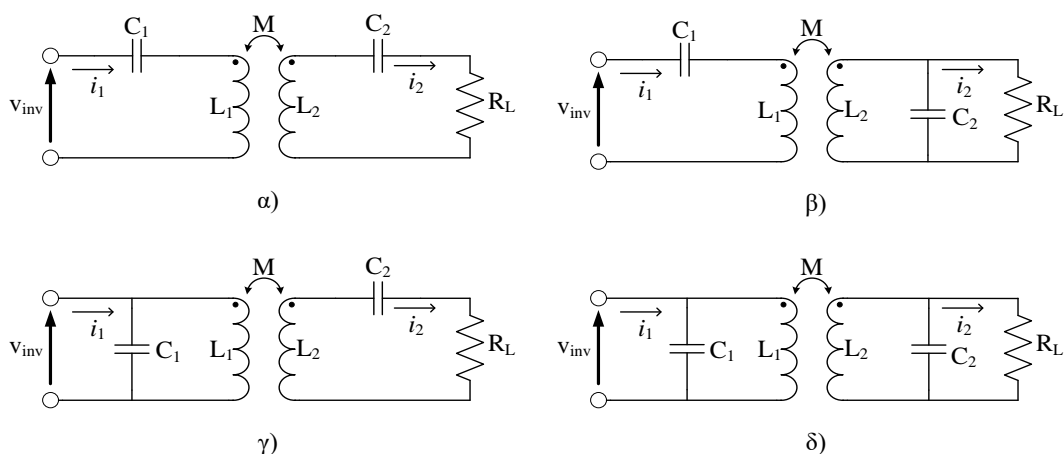 C1 M C2
vinv i1 L1 L2 i2 RL
α)
C1 M
vinv i1 L1 L2 i2 C2 RL
β)
M C2
vinv i1 C1 L1 L2 i2 RL
γ)
M
vinv i1 C1 L1 L2 i2 C2 RL
δ)